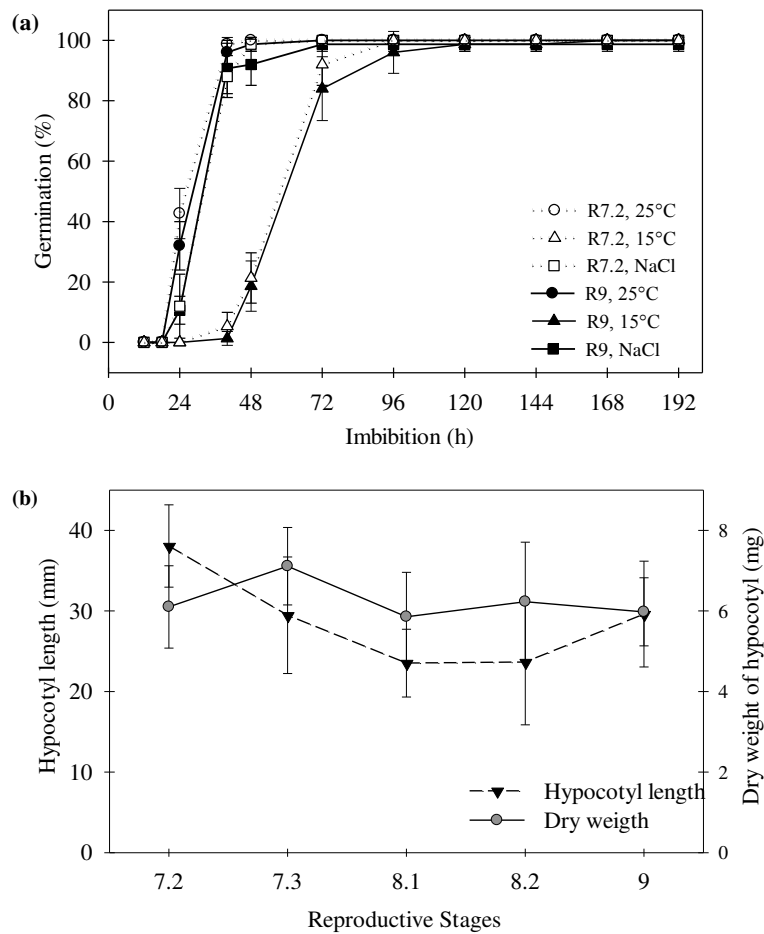 (a)
100
80
60
40
20
0
Germination (%)
R7.2, 25°C
R7.2, 15°C
R7.2, NaCl
R9, 25°C
R9, 15°C
R9, NaCl
0 24 48 72 96 120 144 168 192
Imbibition (h)
(b)
40
30
20
10
0
Hypocotyl length (mm)
8
6
4
2
0
Dry weight of hypocotyl (mg)
Hypocotyl length
Dry weigth
7.2 7.3 8.1 8.2 9
Reproductive Stages